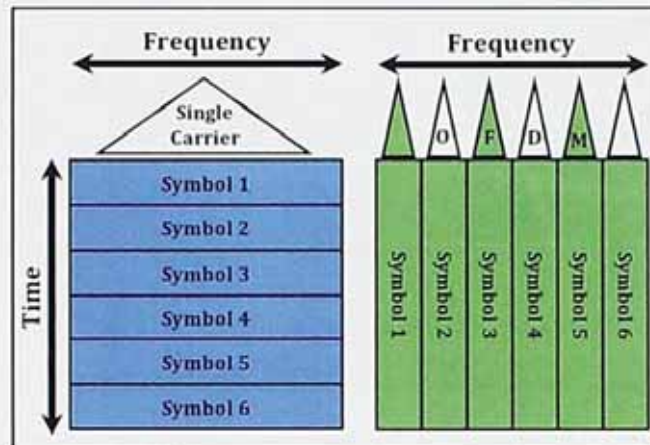 Frequency
Single
Carrier
Time
Symbol 1
Symbol 2
Symbol 3
Symbol 4
Symbol 5
Symbol 6
Frequency
O F D M
Symbol 1
Symbol 2
Symbol 3
Symbol 4
Symbol 5
Symbol 6